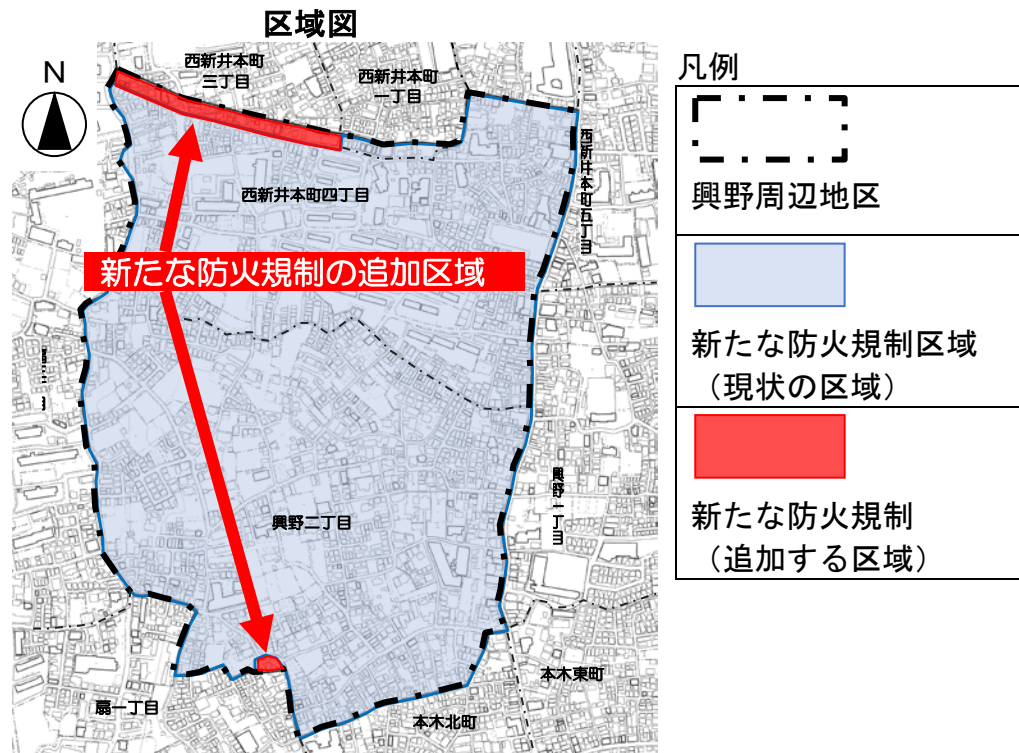 区域図
N
西新井本町
三丁目
西新井本町
一丁目
西新井本町五丁目
西新井本町四丁目
新たな防火規制の追加区域
興野一丁目
興野二丁目
本木東町
扇一丁目
本木北町
凡例
興野周辺地区
新たな防火規制区域
（現状の区域）
新たな防火規制
（追加する区域）